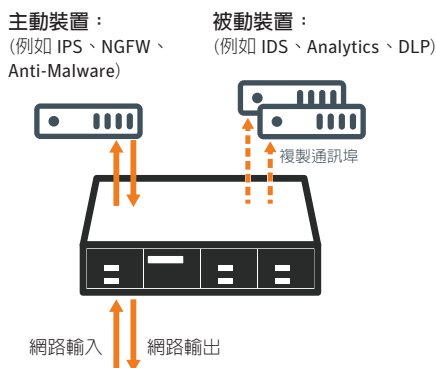 主動裝置：
(例如 IPS、NGFW、
Anti-Malware)
被動裝置：
(例如 IDS、Analytics、DLP)
複製通訊埠
網路輸入
網路輸出